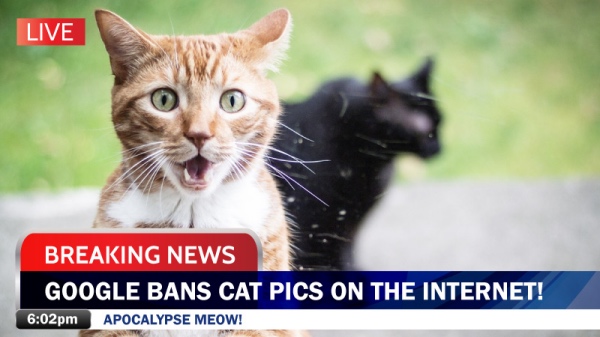 LIVE
BREAKING NEWS
GOOGLE BANS CAT PICS ON THE INTERNET!
6:02pm APOCALYPSE MEOW!